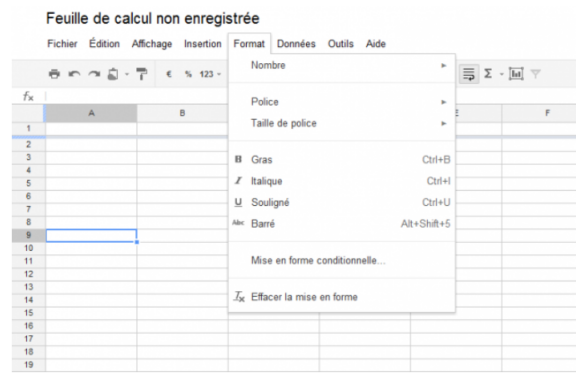 Feuille de calcul non enregistrée
Fichier Édition Affichage Insertion Format Données Outils Aide
€ % 123 Σ
fx
A B E F
Nombre
Police
Taille de police
B Gras Ctrl+B
I Italique Ctrl+I
U Souligné Ctrl+U
Abc Barré Alt+Shift+5
Mise en forme conditionnelle...
Tx Effacer la mise en forme
1
2
3
4
5
6
7
8
9
10
11
12
13
14
15
16
17
18
19